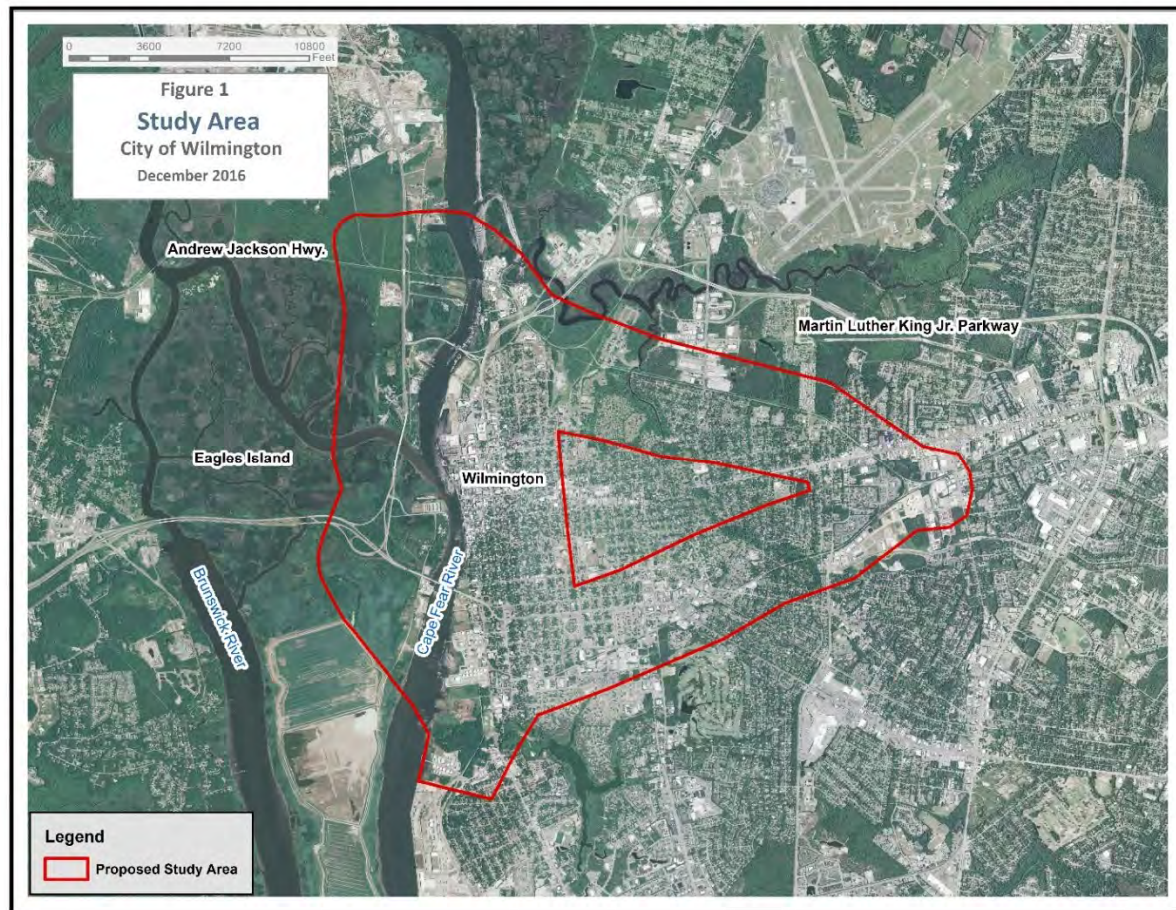 0 3600 7200 10800
Feet
Figure 1
Study Area
City of Wilmington
December 2016
Andrew Jackson Hwy.
Martin Luther King Jr. Parkway
Eagles Island
Wilmington
Brunswick River
Cape Fear River
Legend
Proposed Study Area